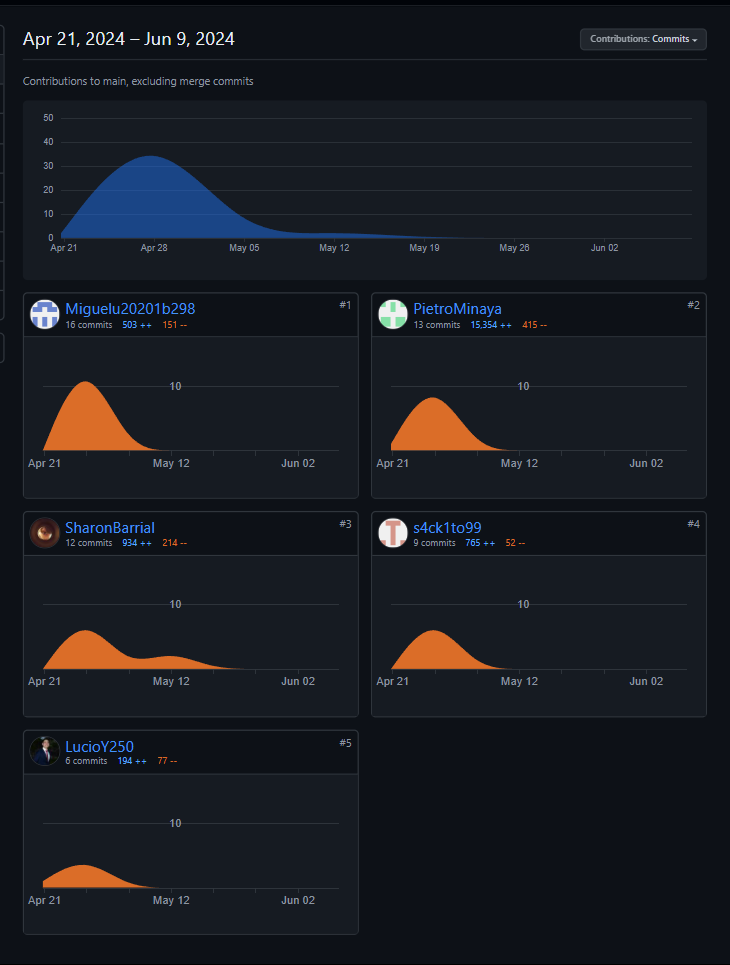 Apr 21, 2024 – Jun 9, 2024
Contributions: Commits
Contributions to main, excluding merge commits
50
40
30
20
10
0
Apr 21 Apr 28 May 05 May 12 May 19 May 26 Jun 02
Miguelu20201b298 #1
16 commits 503 ++ 151 --
10
Apr 21 May 12 Jun 02
PietroMinaya #2
13 commits 15,354 ++ 415 --
10
Apr 21 May 12 Jun 02
SharonBarrial #3
12 commits 934 ++ 214 --
10
Apr 21 May 12 Jun 02
s4ck1to99 #4
9 commits 765 ++ 52 --
10
Apr 21 May 12 Jun 02
LucioY250 #5
6 commits 194 ++ 77 --
10
Apr 21 May 12 Jun 02